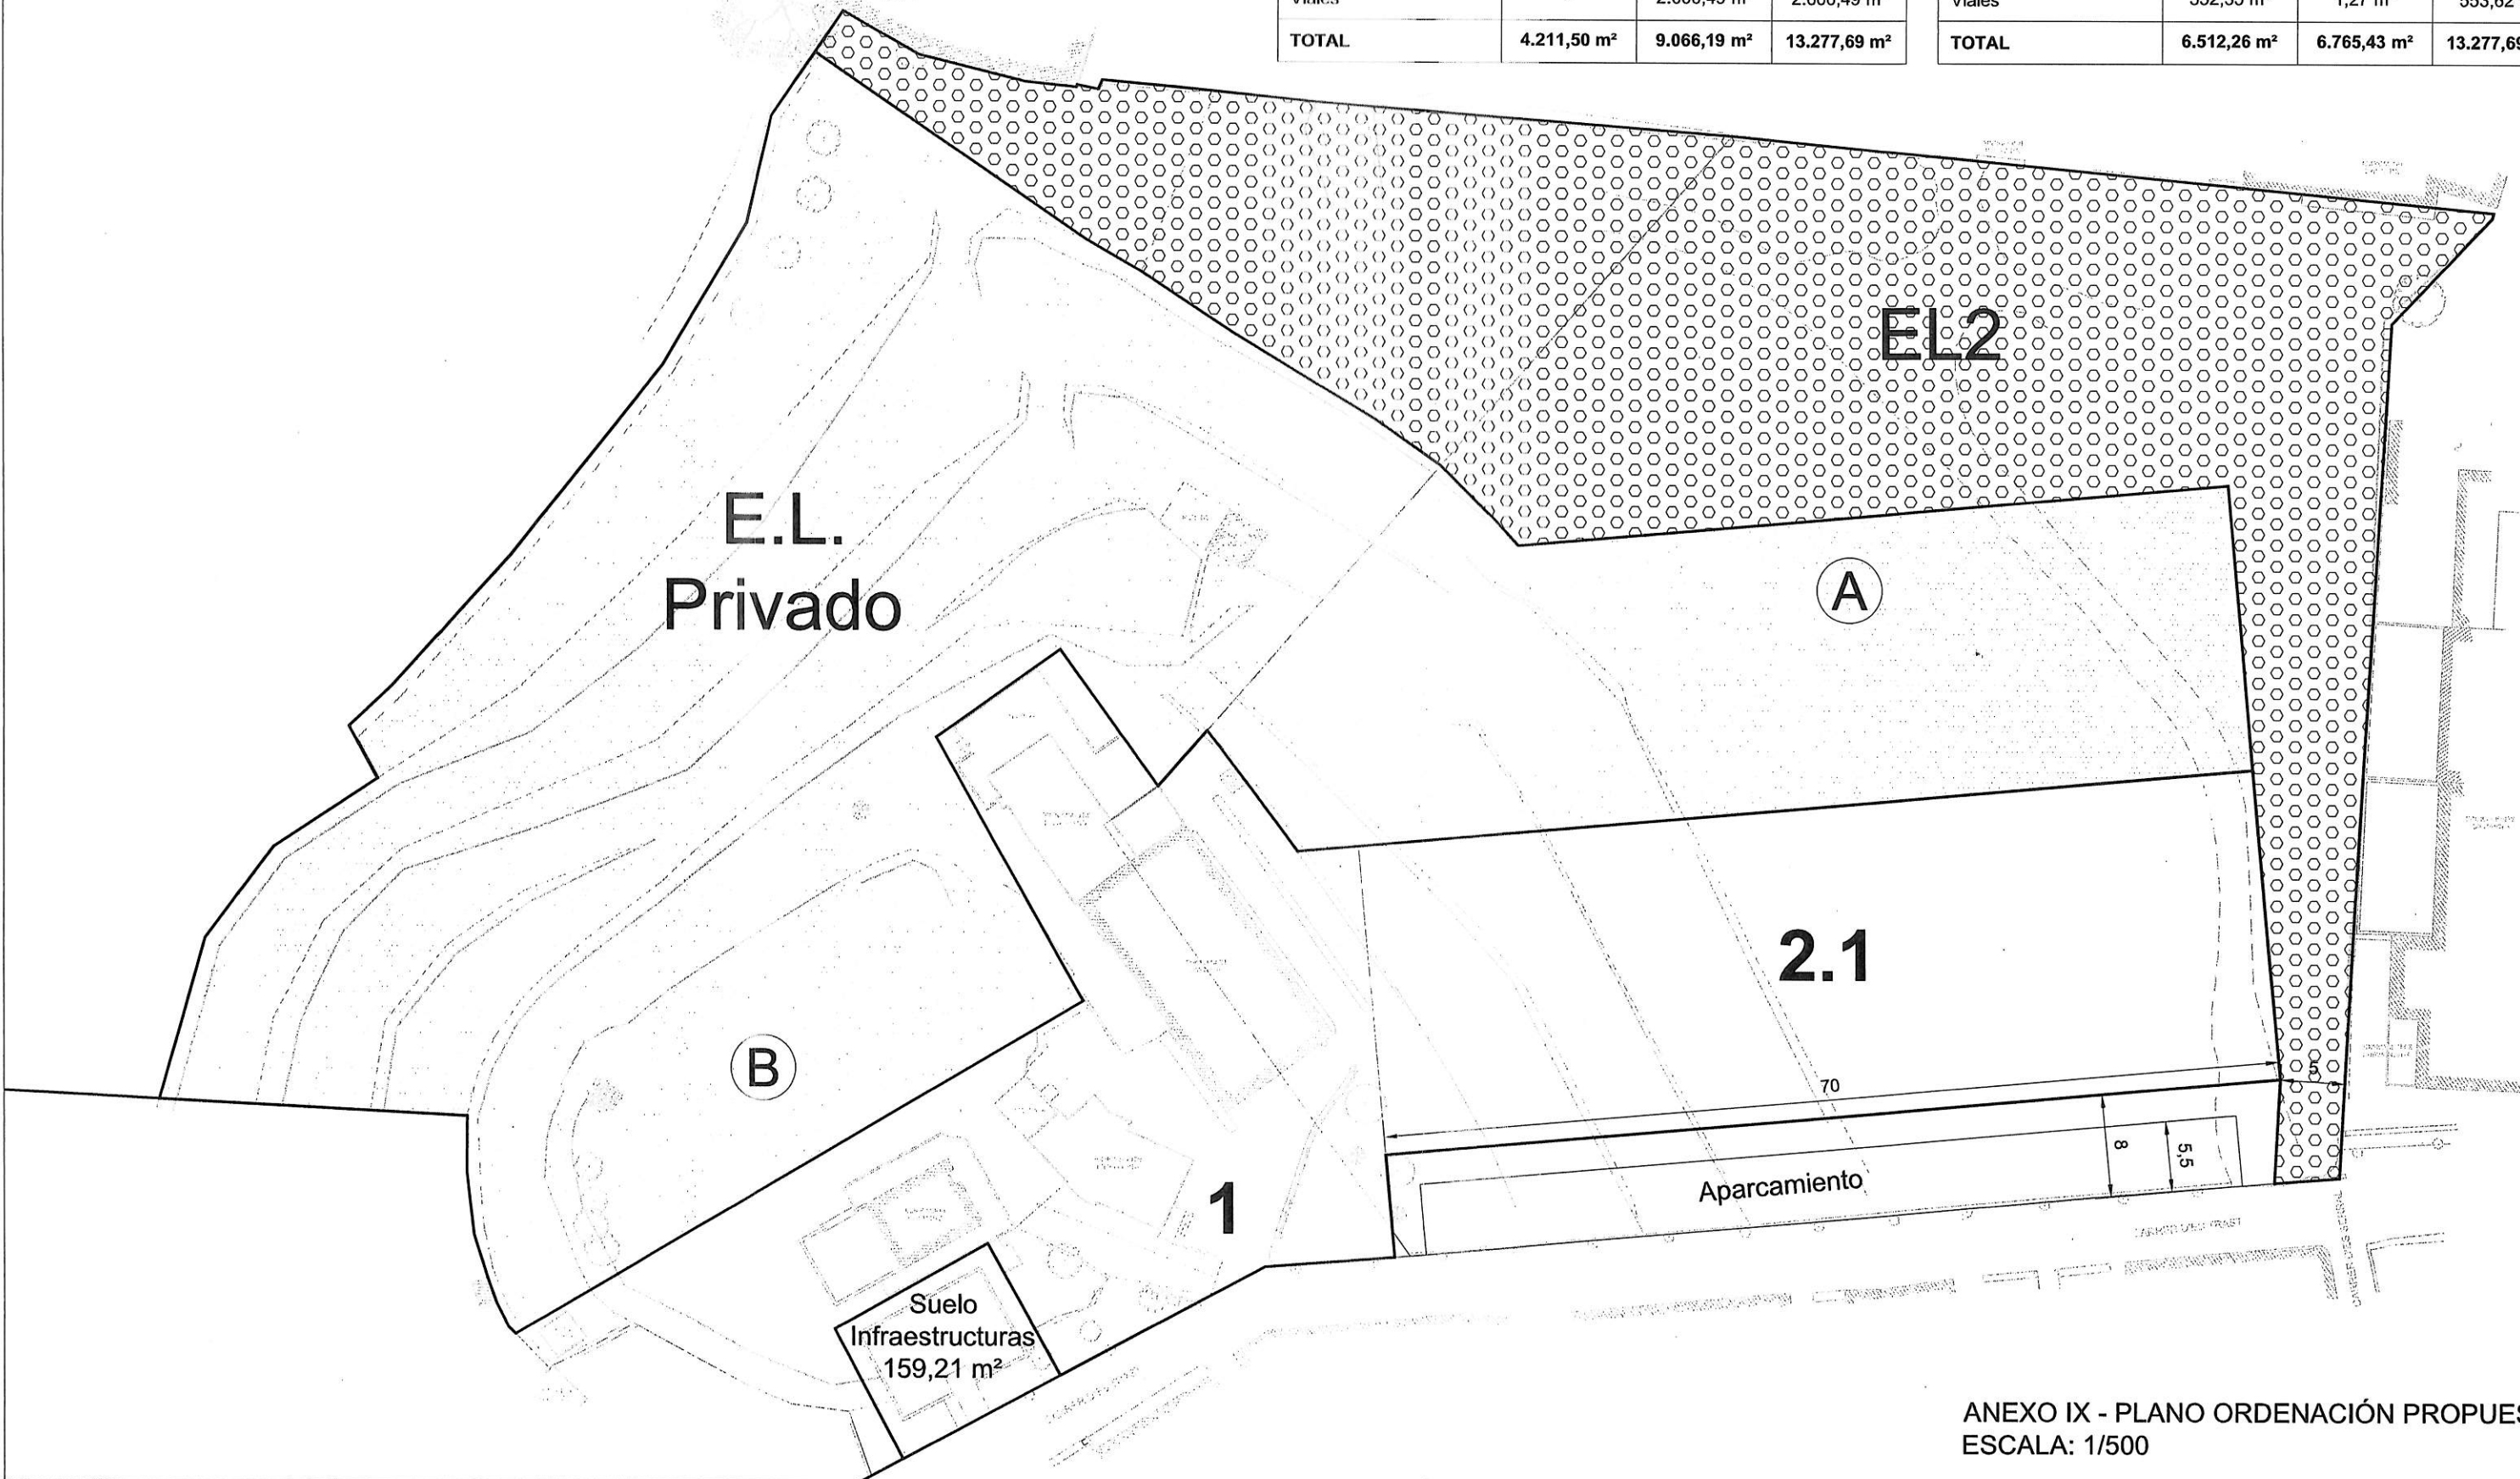 TOTAL 4.211,50 m² 9.066,19 m² 13.277,69 m²
TOTAL 6.512,26 m² 6.765,43 m²
EL2
E.L.
Privado
A
2.1
B
70
5
8
5,5
Aparcamiento
1
Suelo
Infraestructuras
159,21 m²
ANEXO IX - PLANO ORDENACIÓN
ESCALA: 1/500